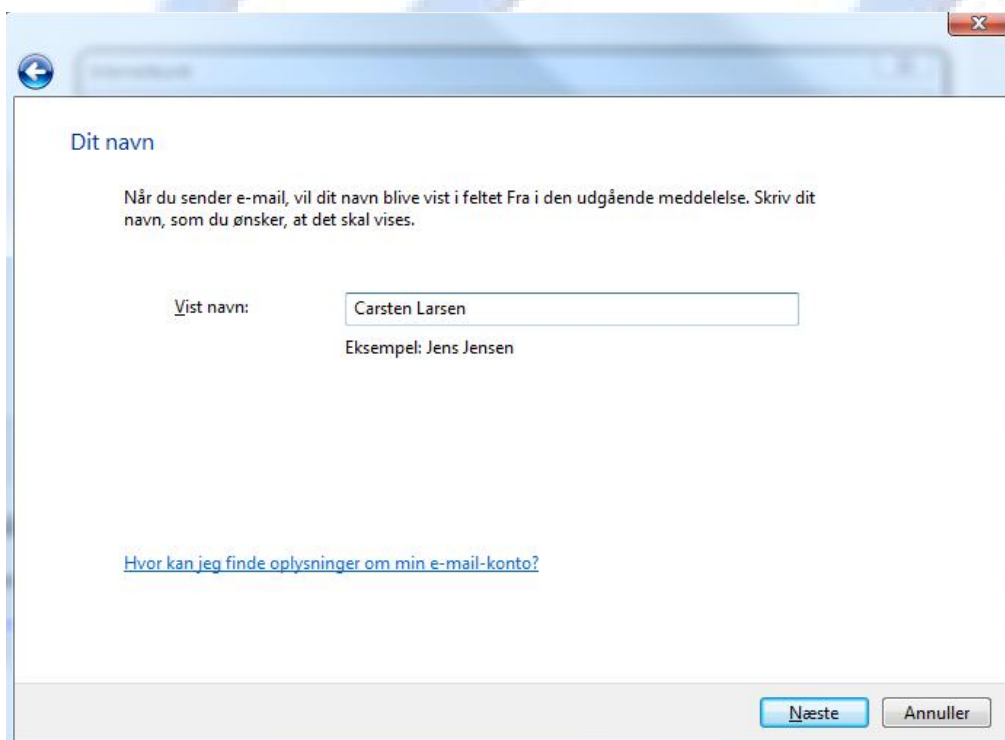 Dit navn
Når du sender e-mail, vil dit navn blive vist i feltet Fra i den udgående meddelelse. Skriv dit
navn, som du ønsker, at det skal vises.
Vist navn: Carsten Larsen
Eksempel: Jens Jensen
Hvor kan jeg finde oplysninger om min e-mail-konto?
Næste Annuller